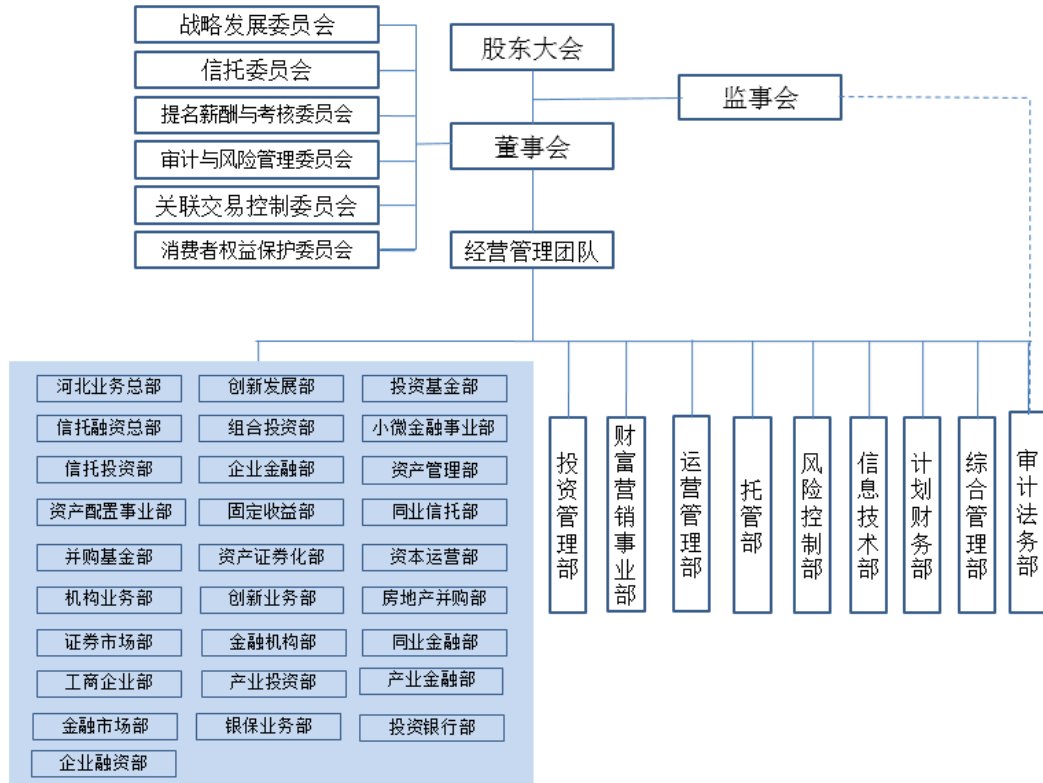 战略发展委员会
信托委员会
提名薪酬与考核委员会
审计与风险管理委员会
关联交易控制委员会
消费者权益保护委员会
股东大会
监事会
董事会
经营管理团队
河北业务总部
创新发展部
投资基金部
信托融资总部
组合投资部
小微金融事业部
信托投资部
企业金融部
资产管理部
资产配置事业部
固定收益部
同业信托部
并购基金部
资产证券化部
资本运营部
机构业务部
创新业务部
房地产并购部
证券市场部
金融机构部
同业金融部
工商企业部
产业投资部
产业金融部
金融市场部
银保业务部
投资银行部
企业融资部
投资管理部
财富营销事业部
运营管理部
托管部
风险控制部
信息技术部
计划财务部
综合管理部
审计法务部